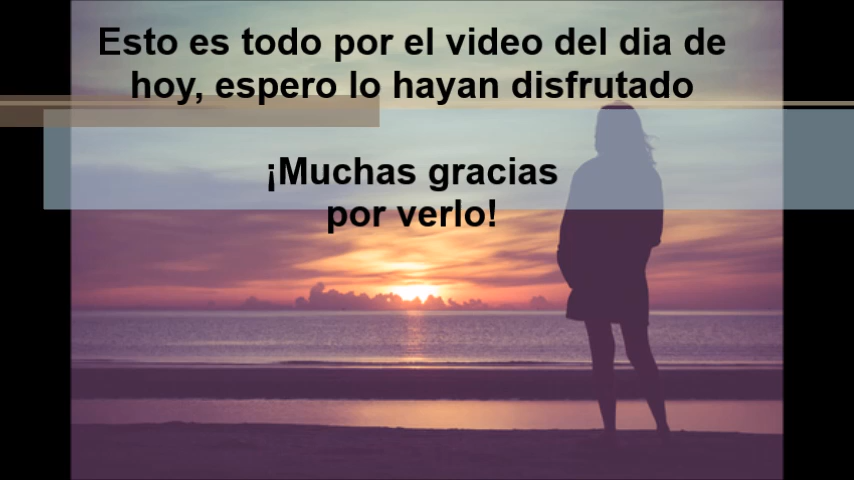 Esto es todo por el video del dia de
hoy, espero lo hayan disfrutado
¡Muchas gracias
por verlo!